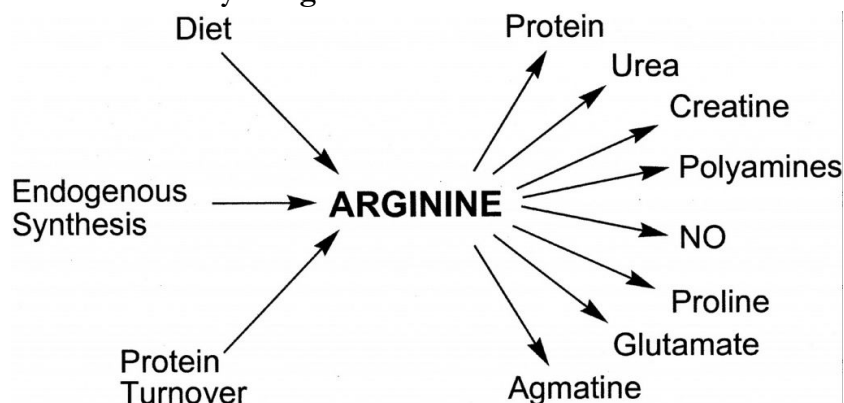 Diet
Protein
Urea
Creatine
Polyamines
Endogenous
Synthesis
ARGININE
NO
Proline
Glutamate
Protein
Turnover
Agmatine